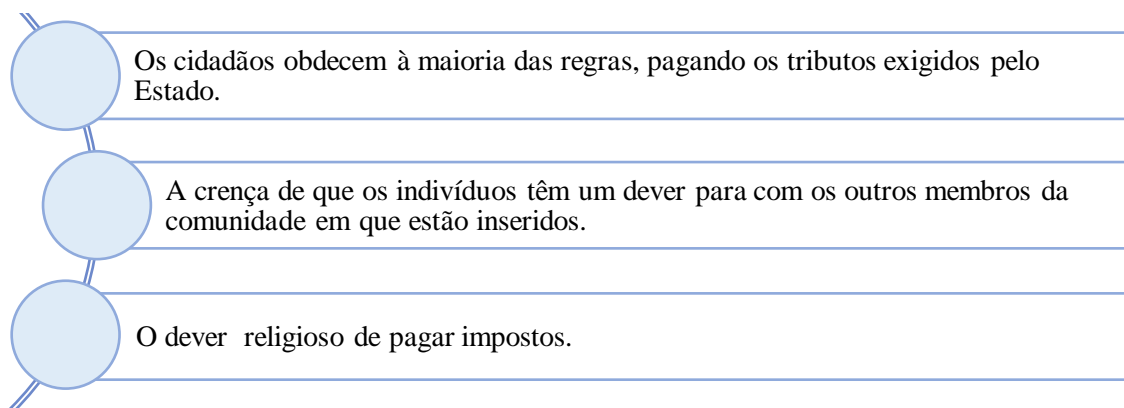 Os cidadãos obdecem à maioria das regras, pagando os tributos exigidos pelo
Estado.
A crença de que os indivíduos têm um dever para com os outros membros da
comunidade em que estão inseridos.
O dever religioso de pagar impostos.